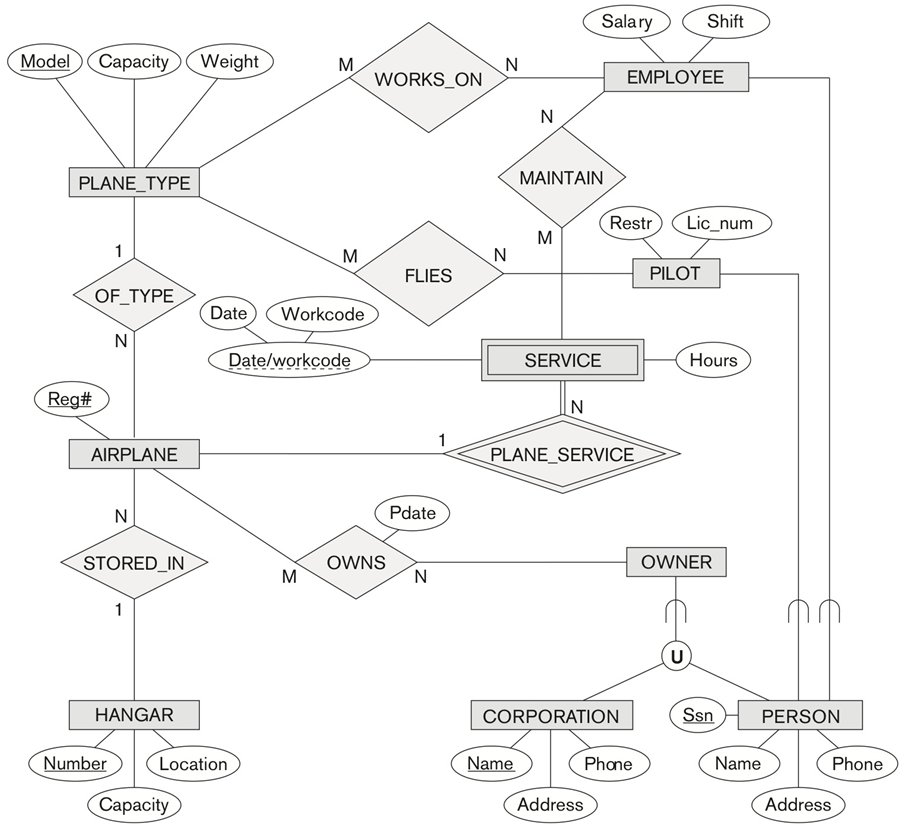 Salary
Shift
Model
Capacity
Weight
M
WORKS_ON
N
EMPLOYEE
N
PLANE_TYPE
MAINTAIN
M
Restr
Lic_num
1
M
FLIES
N
PILOT
OF_TYPE
Date
Workcode
N
Date/workcode
SERVICE
Hours
Reg#
N
AIRPLANE
1
PLANE_SERVICE
Pdate
N
STORED_IN
M
OWNS
N
OWNER
1
U
HANGAR
CORPORATION
Ssn
PERSON
Number
Location
Name
Phone
Name
Phone
Capacity
Address
Address